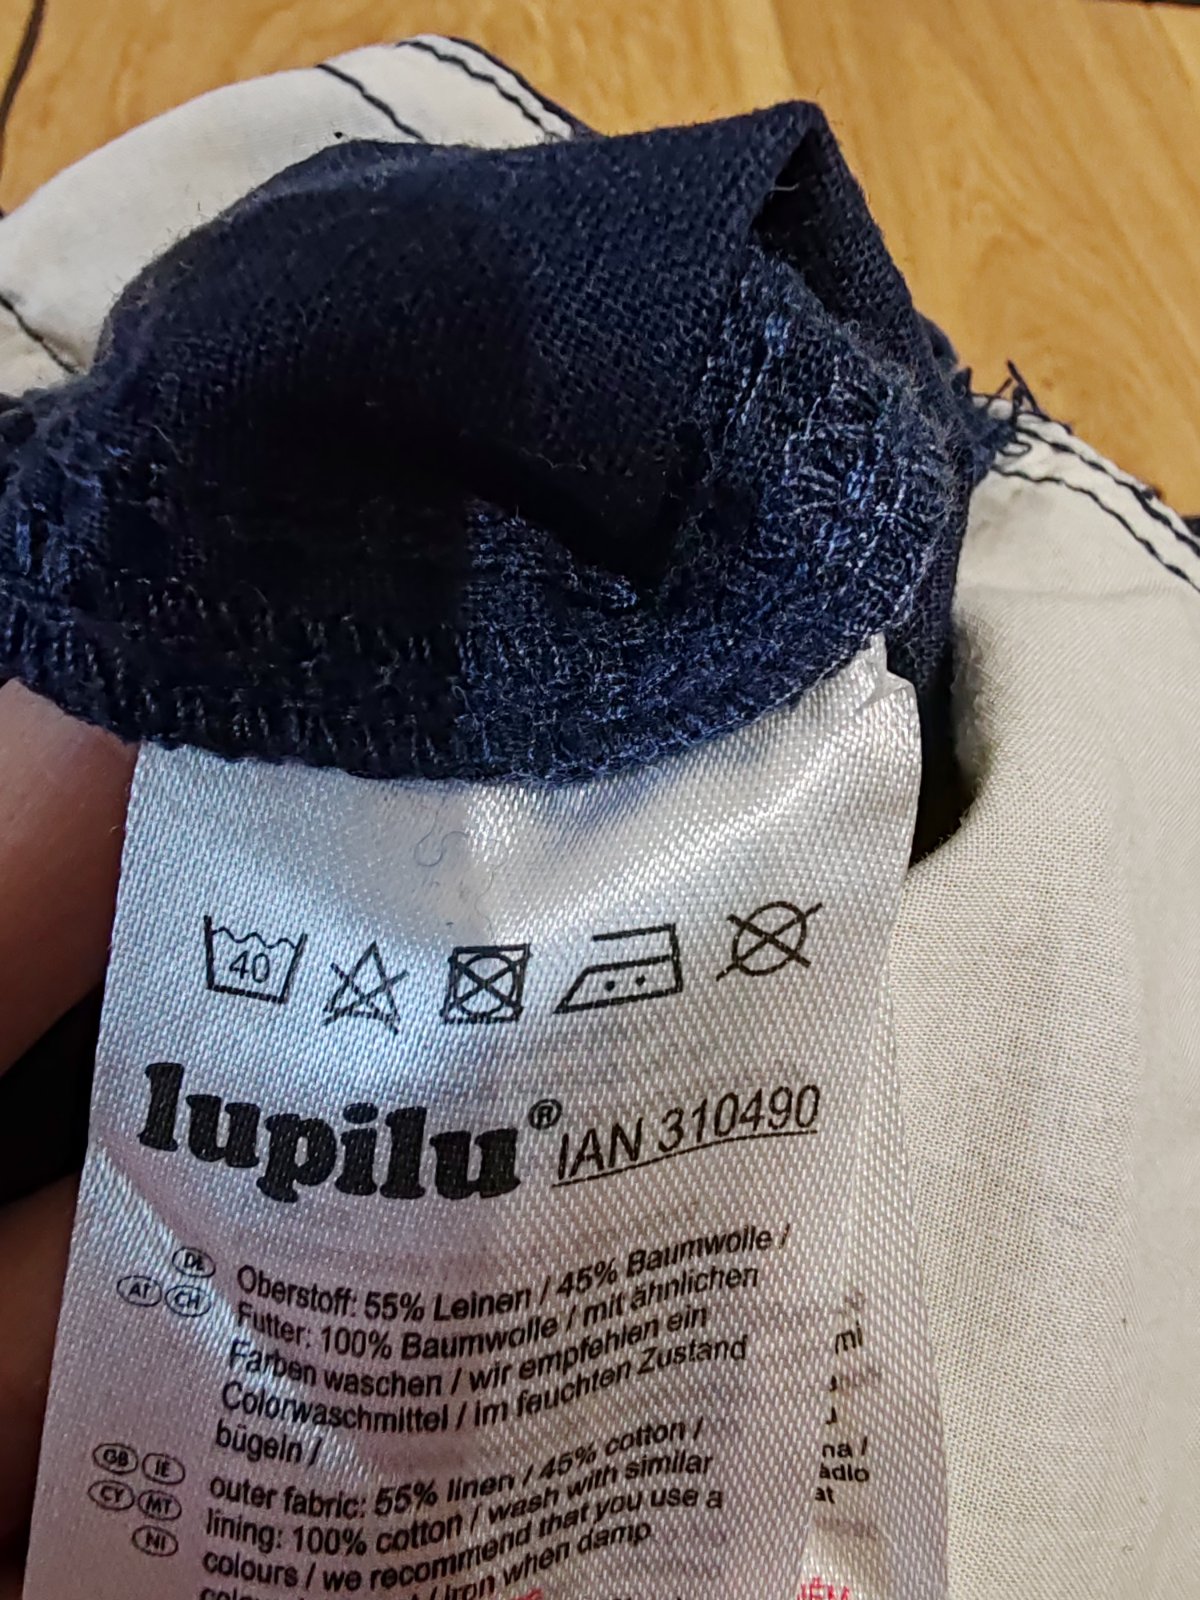 40
lupilu® IAN 310490
DE Oberstoff: 55% Leinen / 45% Baumwolle /
AT CH Futter: 100% Baumwolle / mit ähnlichen
Farben waschen / wir empfehlen ein
Colorwaschmittel / im feuchten Zustand
bügeln /
GB IE outer fabric: 55% linen / 45% cotton /
CY MT lining: 100% cotton / wash with similar
NI colours / we recommend that you use a
iron when damp